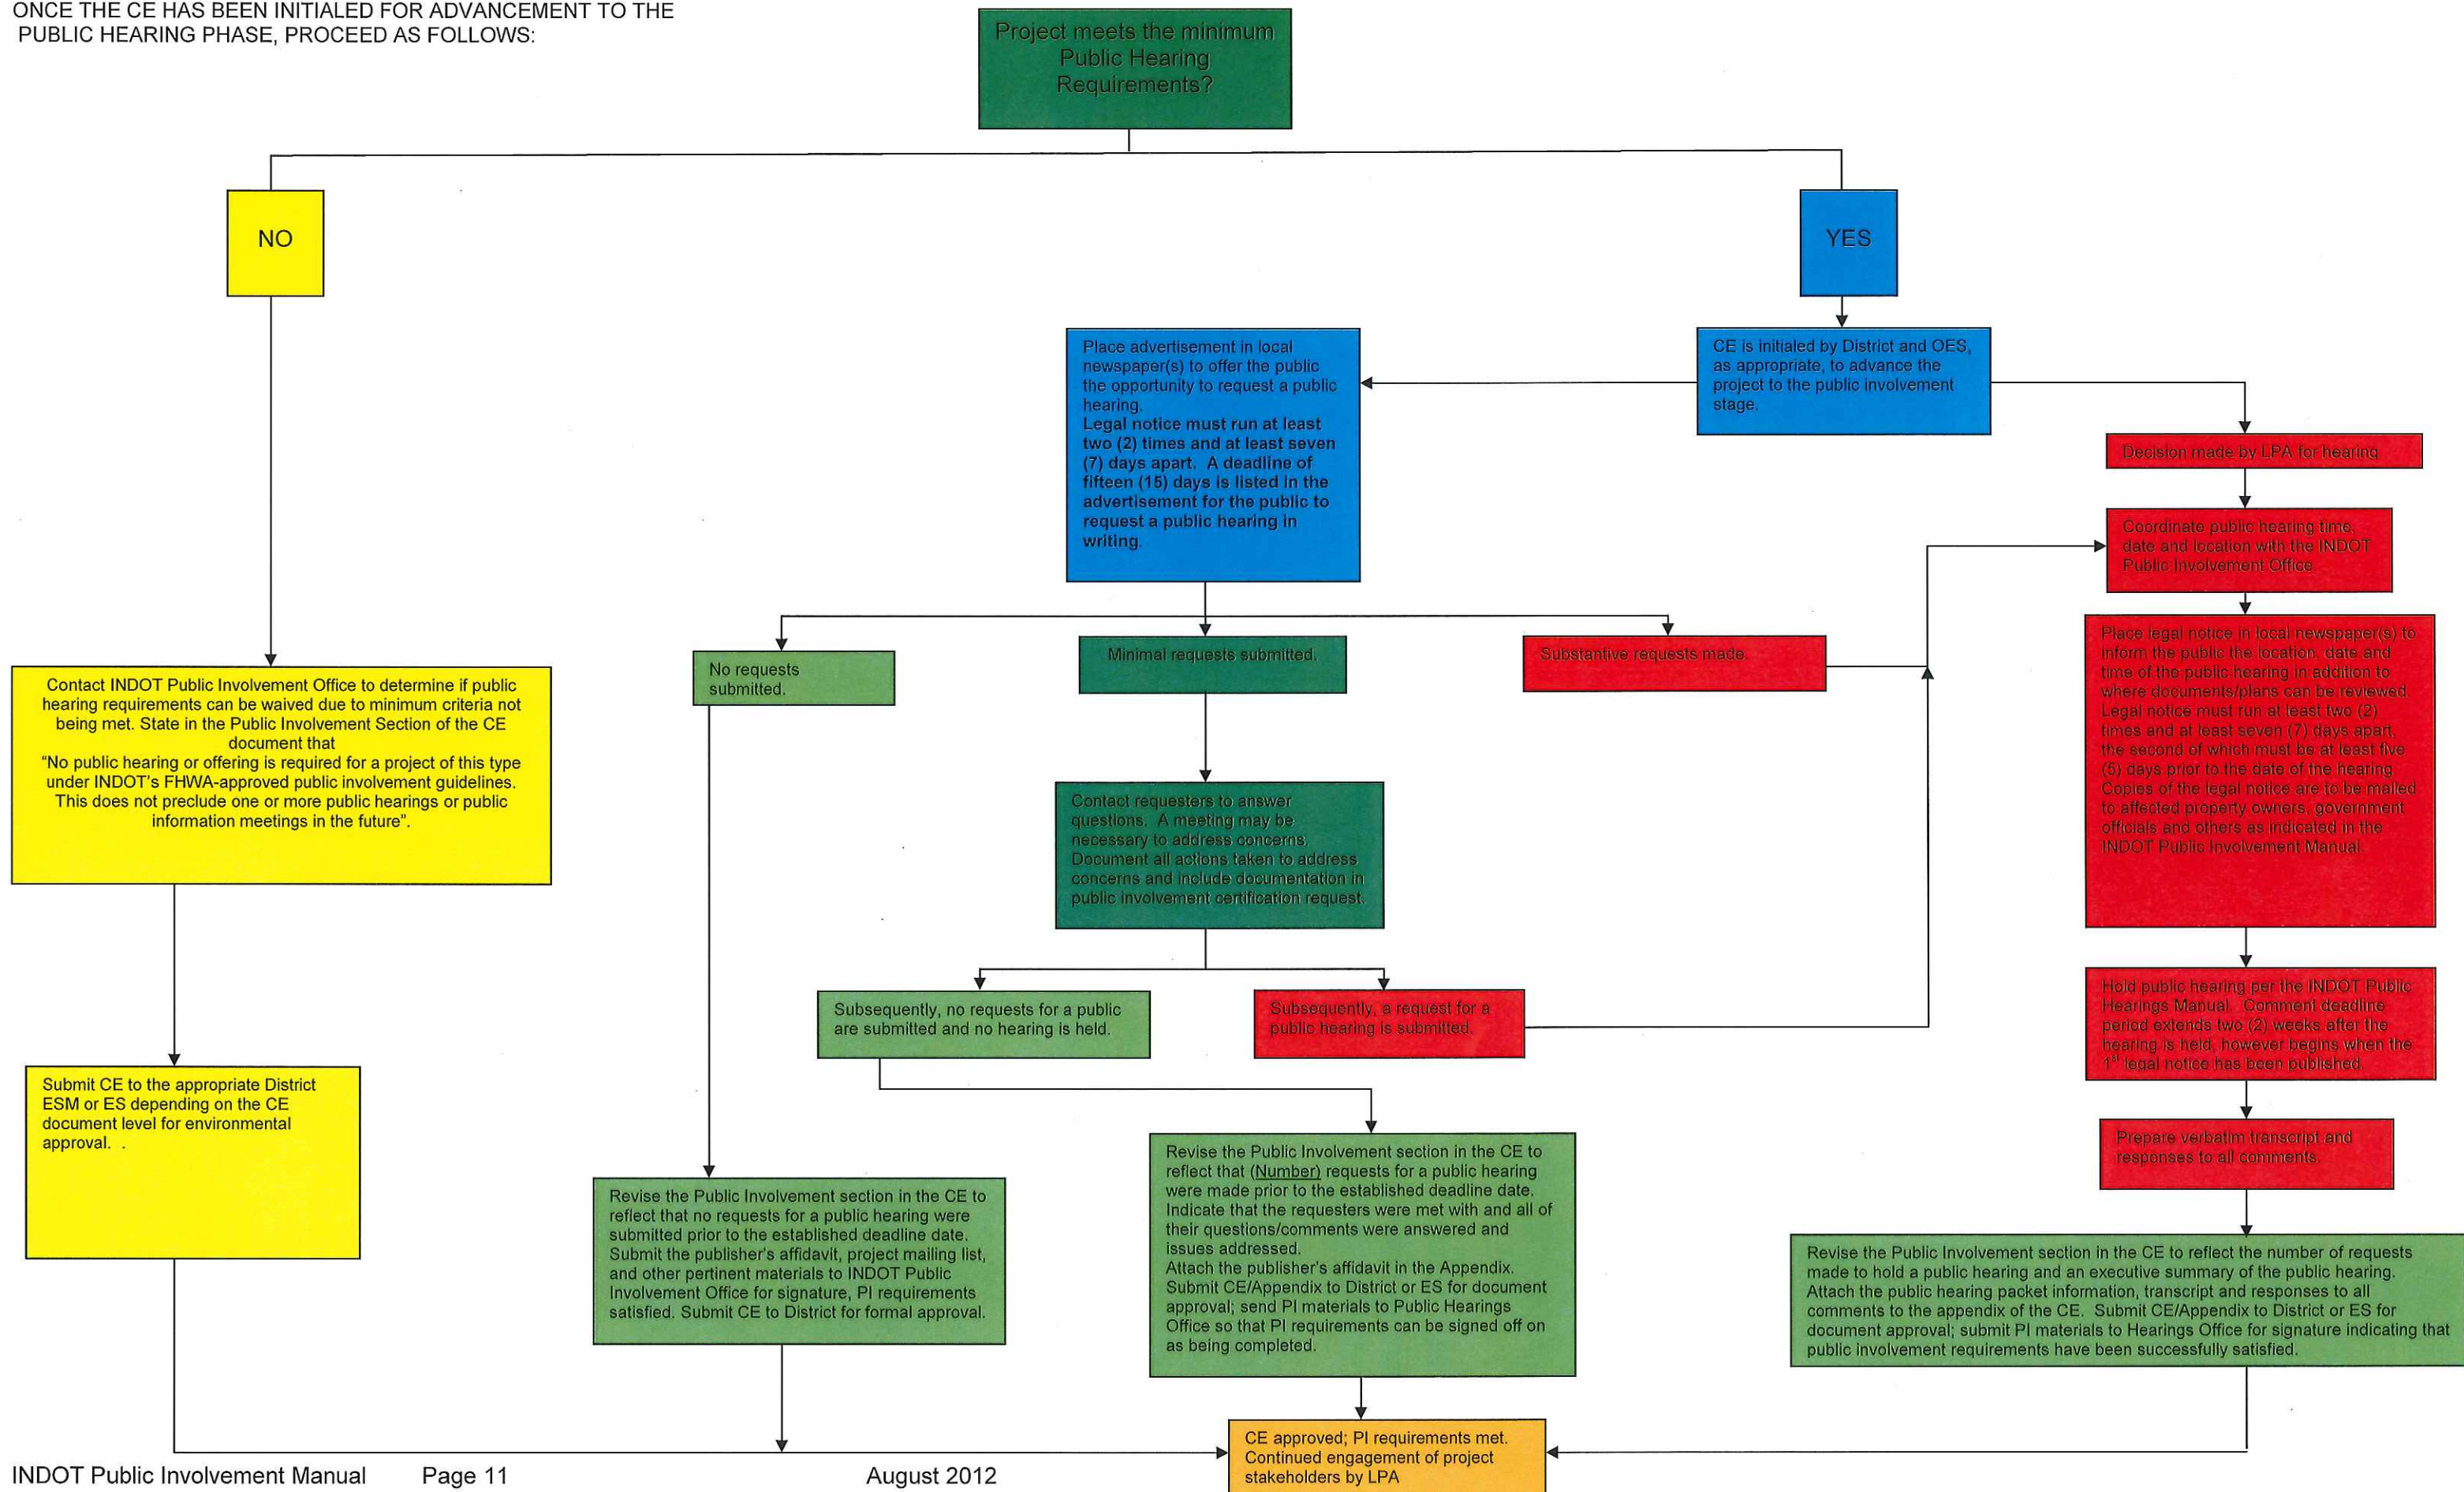 ONCE THE CE HAS BEEN INITIALED FOR ADVANCEMENT TO THE
PUBLIC HEARING PHASE, PROCEED AS FOLLOWS:
Project meets the minimum
Public Hearing
Requirements?
NO
YES
CE is initialed by District and OES,
as appropriate, to advance the
project to the public involvement
stage.
Place advertisement in local
newspaper(s) to offer the public
the opportunity to request a public
hearing.
Legal notice must run at least
two (2) times and at least seven
(7) days apart. A deadline of
fifteen (15) days is listed in the
advertisement for the public to
request a public hearing in
writing.
Decision made by LPA for hearing
Coordinate public hearing time,
date and location with the INDOT
Public Involvement Office
Place legal notice in local newspaper(s) to
inform the public the location, date and
time of the public hearing in addition to
where documents/plans can be reviewed.
Legal notice must run at least two (2)
times and at least seven (7) days apart,
the second of which must be at least five
(5) days prior to the date of the hearing
Copies of the legal notice are to be mailed
to affected property owners, government
officials and others as indicated in the
INDOT Public Involvement Manual.
No requests
submitted.
Minimal requests submitted.
Substantive requests made.
Contact INDOT Public Involvement Office to determine if public
hearing requirements can be waived due to minimum criteria not
being met. State in the Public Involvement Section of the CE
document that
“No public hearing or offering is required for a project of this type
under INDOT’s FHWA-approved public involvement guidelines.
This does not preclude one or more public hearings or public
information meetings in the future”.
Contact requesters to answer
questions. A meeting may be
necessary to address concerns.
Document all actions taken to address
concerns and include documentation in
public involvement certification request.
Subsequently, no requests for a public
are submitted and no hearing is held.
Subsequently, a request for a
public hearing is submitted.
Hold public hearing per the INDOT Public
Hearings Manual. Comment deadline
period extends two (2) weeks after the
hearing is held, however begins when the
1st legal notice has been published.
Submit CE to the appropriate District
ESM or ES depending on the CE
document level for environmental
approval. .
Prepare verbatim transcript and
responses to all comments.
Revise the Public Involvement section in the CE to
reflect that no requests for a public hearing were
submitted prior to the established deadline date.
Submit the publisher’s affidavit, project mailing list,
and other pertinent materials to INDOT Public
Involvement Office for signature, PI requirements
satisfied. Submit CE to District for formal approval.
Revise the Public Involvement section in the CE to
reflect that (Number) requests for a public hearing
were made prior to the established deadline date.
Indicate that the requesters were met with and all of
their questions/comments were answered and
issues addressed.
Attach the publisher’s affidavit in the Appendix.
Submit CE/Appendix to District or ES for document
approval; send PI materials to Public Hearings
Office so that PI requirements can be signed off on
as being completed.
Revise the Public Involvement section in the CE to reflect the number of requests
made to hold a public hearing and an executive summary of the public hearing.
Attach the public hearing packet information, transcript and responses to all
comments to the appendix of the CE. Submit CE/Appendix to District or ES for
document approval; submit PI materials to Hearings Office for signature indicating that
public involvement requirements have been successfully satisfied.
CE approved; PI requirements met.
Continued engagement of project
stakeholders by LPA
INDOT Public Involvement Manual Page 11 August 2012